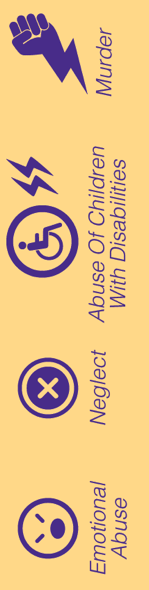 Murder
Abuse Of Children
With Disabilities
Neglect
Emotional
Abuse